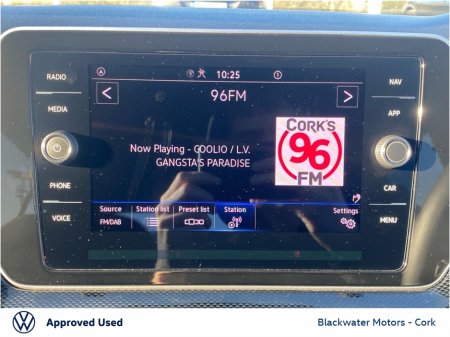 RADIO
10:25
NAV
96FM
MEDIA
APP
Now Playing - COOLIO / L.V.
GANGSTA'S PARADISE
CORK'S
96
FM
PHONE
CAR
Source
Station list
Preset list
Station
Settings
FM/DAB
VOICE
MENU
Approved Used
Blackwater Motors - Cork